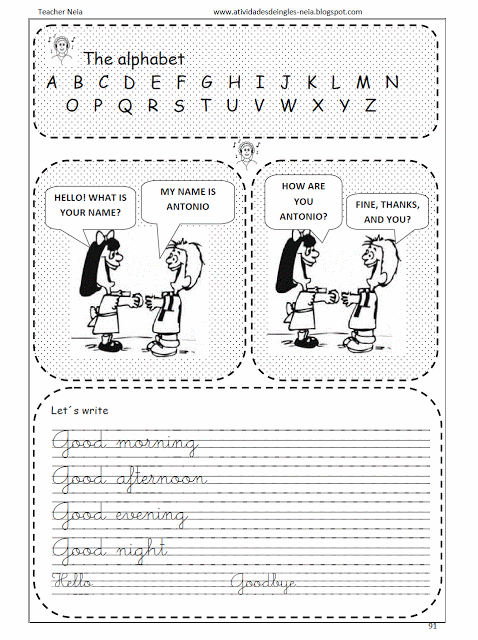 Teacher Neia www.atividadesdeingles-neia.blogspot.com
The alphabet
A B C D E F G H I J K L M N
O P Q R S T U V W X Y Z
HELLO! WHAT IS
YOUR NAME?
MY NAME IS
ANTONIO
HOW ARE
YOU
ANTONIO?
FINE, THANKS,
AND YOU?
Let´s write
Good morning
Good afternoon
Good evening
Good night
Hello Goodbye
91